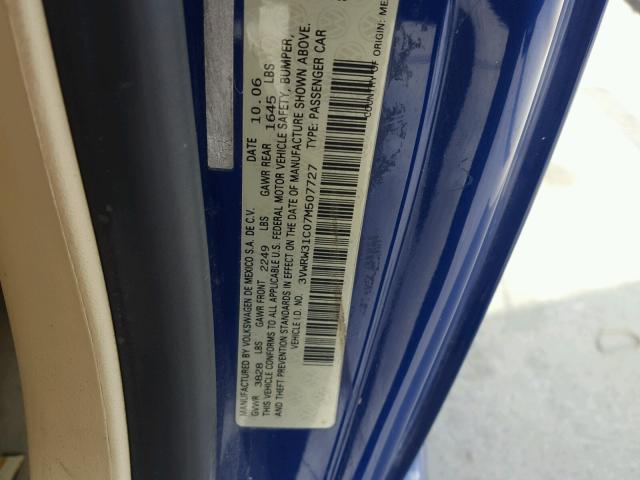 MANUFACTURED BY VOLKSWAGEN DE MEXICO S.A. DE C.V. DATE 10.06
GVWR 3828 LBS GAWR FRONT 2249 LBS GAWR REAR 1645 LBS
THIS VEHICLE CONFORMS TO ALL APPLICABLE U.S. FEDERAL MOTOR VEHICLE SAFETY, BUMPER,
AND THEFT PREVENTION STANDARDS IN EFFECT ON THE DATE OF MANUFACTURE SHOWN ABOVE.
VEHICLE I.D. NO. 3VWRW31C07M507727 TYPE: PASSENGER CAR
COUNTRY OF ORIGIN: ME